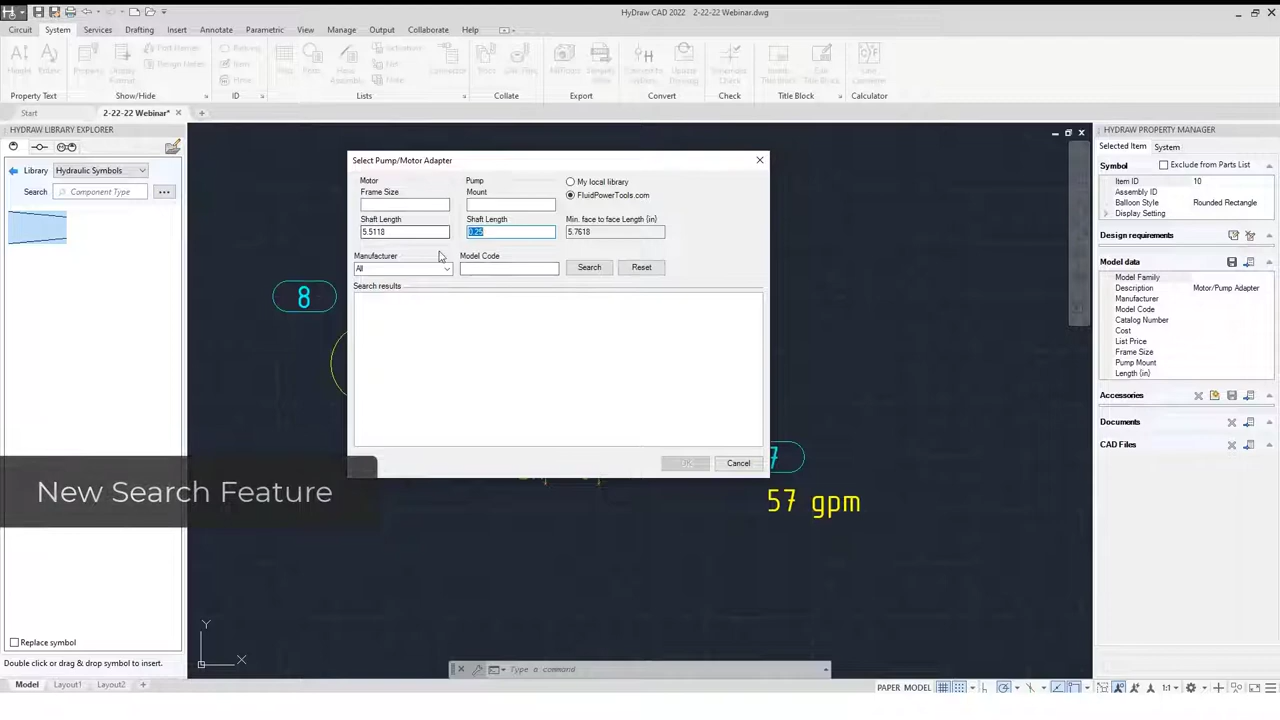 HyDraw CAD 2022 2-22-22 Webinar.dwg
Circuit System Services Drafting Insert Annotate Parametric View Manage Output Collaborate Help
Property Text Show/Hide ID Lists Collate Export Convert Check Title Block Calculator
Start 2-22-22 Webinar*
HYDRAW LIBRARY EXPLORER
Library Hydraulic Symbols
Search Component Type ...
Replace symbol
Double click or drag & drop symbol to insert.
Model Layout1 Layout2 +
Select Pump/Motor Adapter
Motor Pump
My local library
Frame Size Mount
FluidPowerTools.com
Shaft Length Shaft Length Min. face to face Length {in}
5.5118 0.25 5.7618
Manufacturer Model Code
All Search Reset
Search results
OK Cancel
8
7
57 gpm
New Search Feature
Y
X
Type a command
HYDRAW PROPERTY MANAGER
Selected Item System
Symbol Exclude from Parts List
Item ID 10
Assembly ID
Balloon Style Rounded Rectangle
Display Setting
Design requirements
Model data
Model Family
Description Motor/Pump Adapter
Manufacturer
Model Code
Catalog Number
Cost
List Price
Frame Size
Pump Mount
Length {in}
Accessories
Documents
CAD Files
PAPER MODEL 1:1